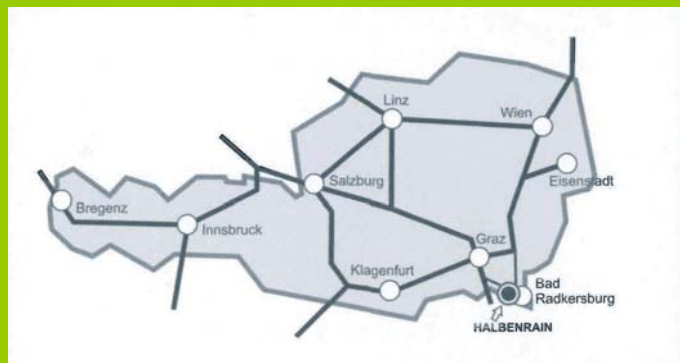 Linz
Wien
Eisenstadt
Salzburg
Bregenz
Innsbruck
Graz
Klagenfurt
Bad
Radkersburg
HALBENRAIN